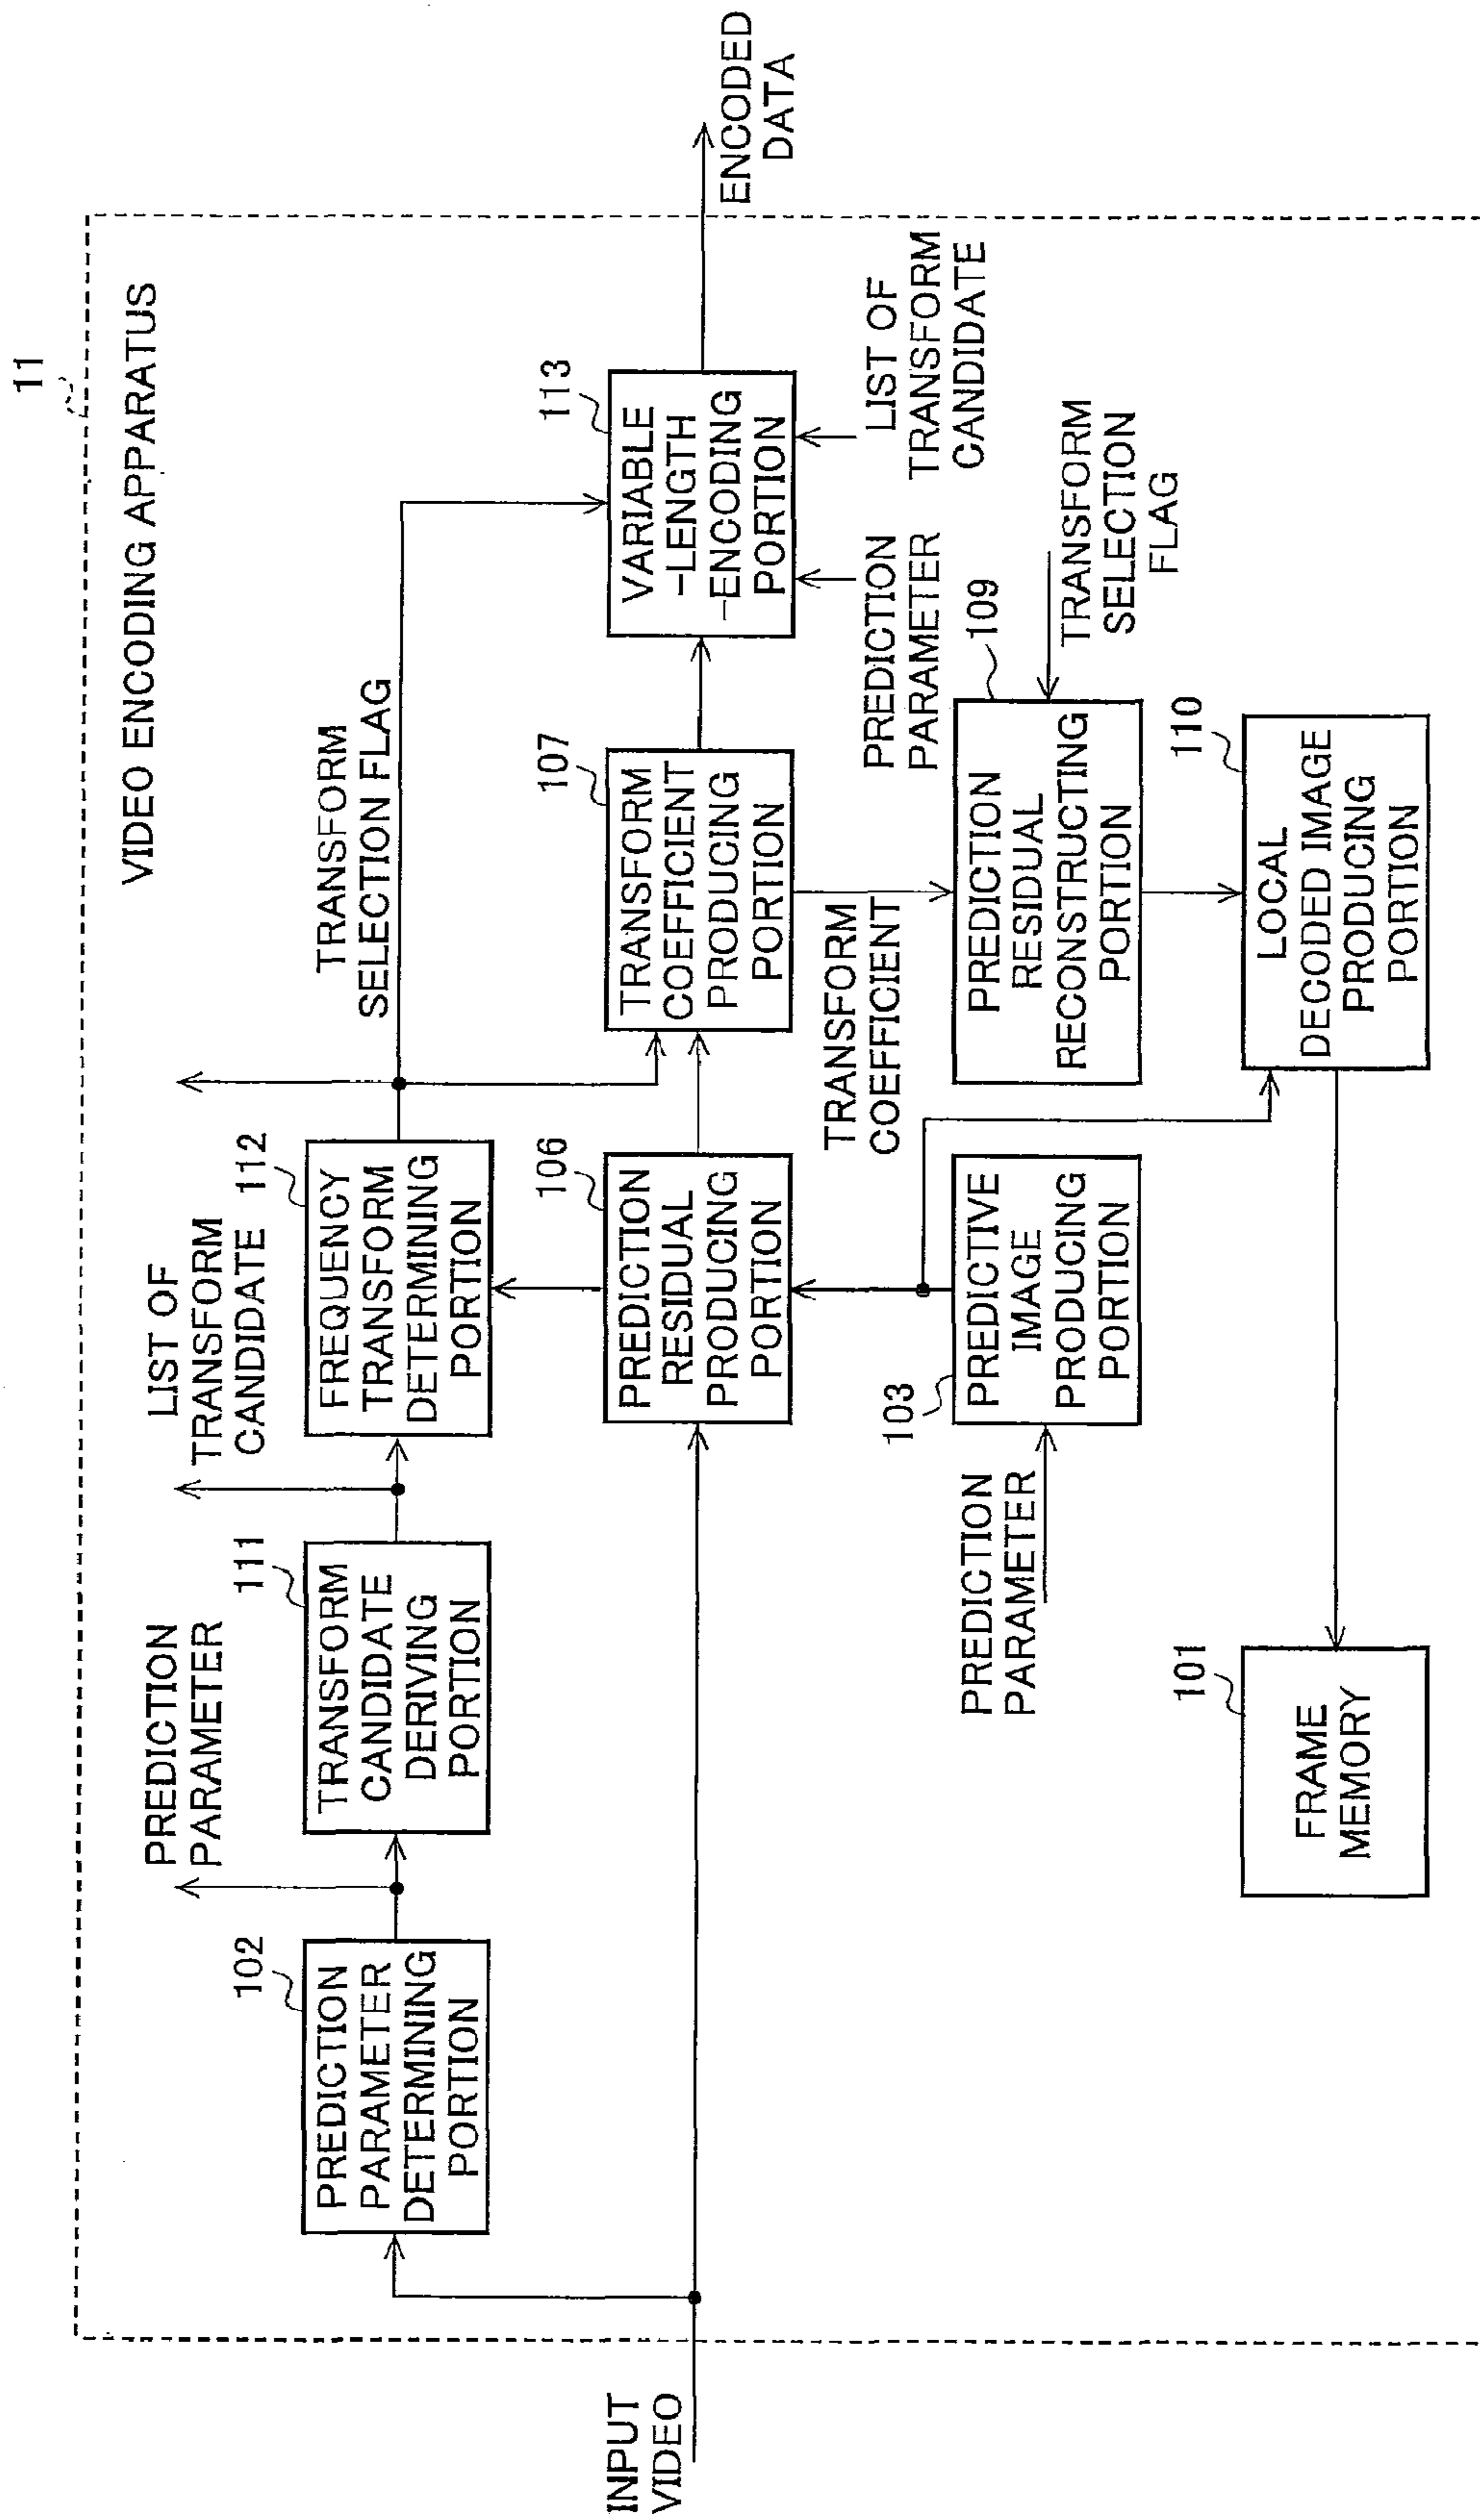 11
VIDEO ENCODING APPARATUS
PREDICTION
PARAMETER
LIST OF
TRANSFORM
CANDIDATE
TRANSFORM
SELECTION FLAG
102
PREDICTION
PARAMETER
DETERMINING
PORTION
111
TRANSFORM
CANDIDATE
DERIVING
PORTION
112
FREQUENCY
TRANSFORM
DETERMINING
PORTION
INPUT
VIDEO
106
PREDICTION
RESIDUAL
PRODUCING
PORTION
107
TRANSFORM
COEFFICIENT
PRODUCING
PORTION
113
VARIABLE
-LENGTH
-ENCODING
PORTION
ENCODED
DATA
TRANSFORM
COEFFICIENT
PREDICTION
PARAMETER
LIST OF
TRANSFORM
CANDIDATE
PREDICTION
PARAMETER
103
PREDICTIVE
IMAGE
PRODUCING
PORTION
109
PREDICTION
RESIDUAL
RECONSTRUCTING
PORTION
TRANSFORM
SELECTION
FLAG
101
FRAME
MEMORY
110
LOCAL
DECODED IMAGE
PRODUCING
PORTION